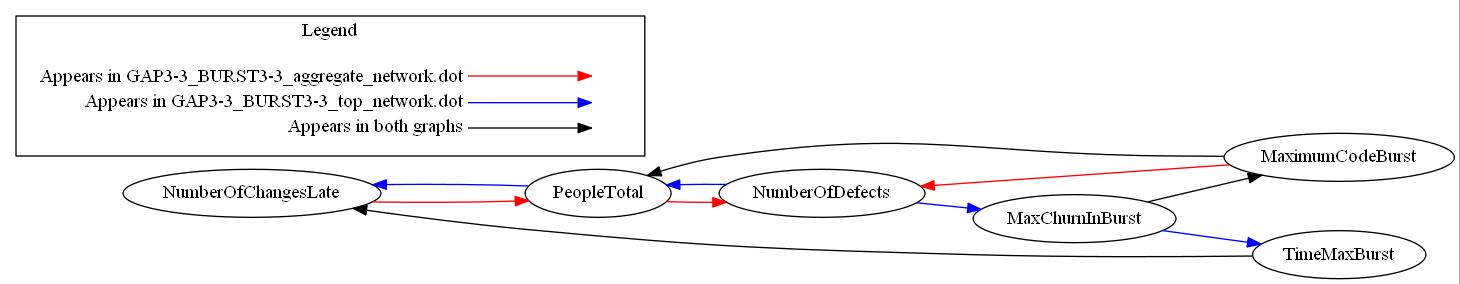 Legend
Appears in GAP3-3_BURST3-3_aggregate_network.dot
Appears in GAP3-3_BURST3-3_top_network.dot
Appears in both graphs
MaximumCodeBurst
NumberOfChangesLate
PeopleTotal
NumberOfDefects
MaxChurnInBurst
TimeMaxBurst